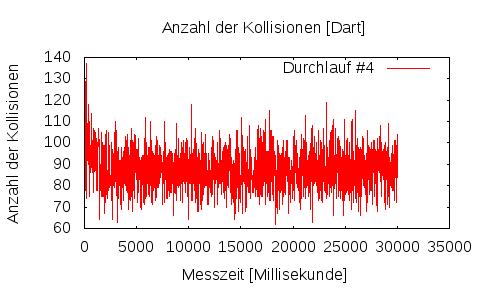 Anzahl der Kollisionen [Dart]
Durchlauf #4
Anzahl der Kollisionen
140
130
120
110
100
90
80
70
60
0 5000 10000 15000 20000 25000 30000 35000
Messzeit [Millisekunde]